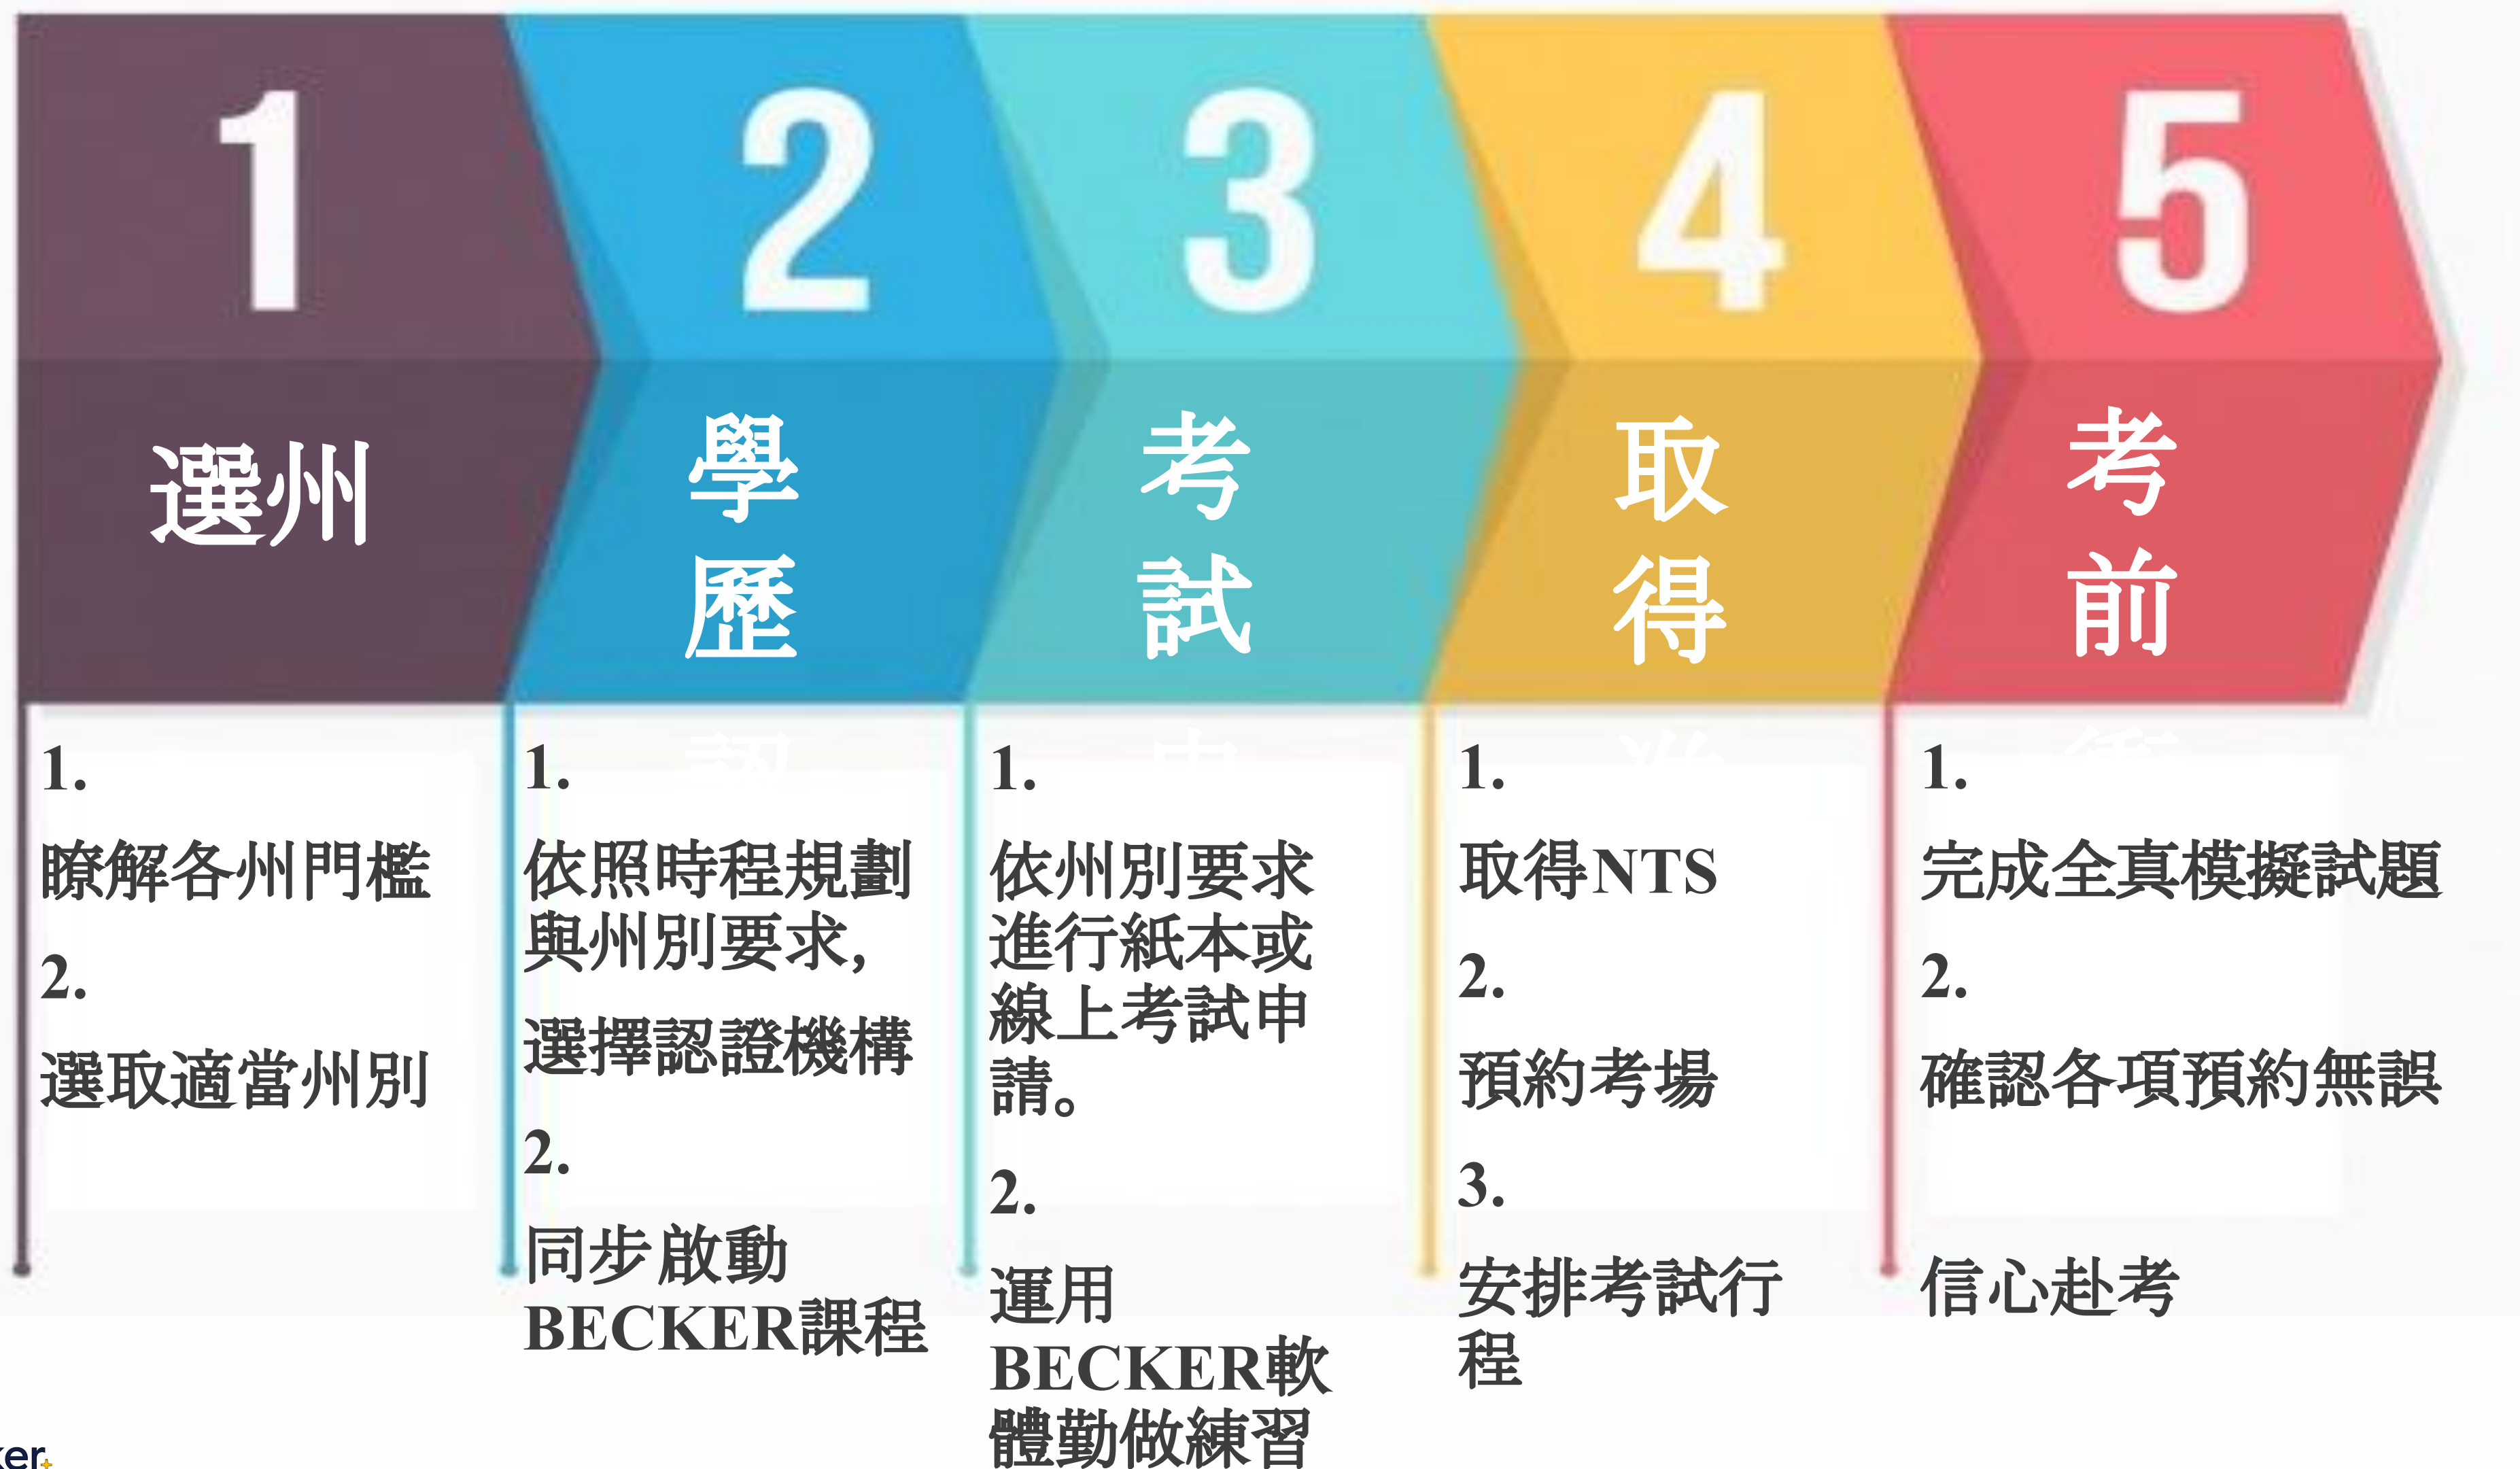 1
選州
1.
瞭解各州門檻
2.
選取適當州別
2
學
歷
認
1.
依照時程規劃
與州別要求,
選擇認證機構
2.
同步啟動
BECKER課程
3
考
試
申
1.
依州別要求
進行紙本或
線上考試申
請。
2.
運用
BECKER軟
體勤做練習
4
取
得
准
1.
取得NTS
2.
預約考場
3.
安排考試行
程
5
考
前
衝
1.
完成全真模擬試題
2.
確認各項預約無誤
信心赴考
ker